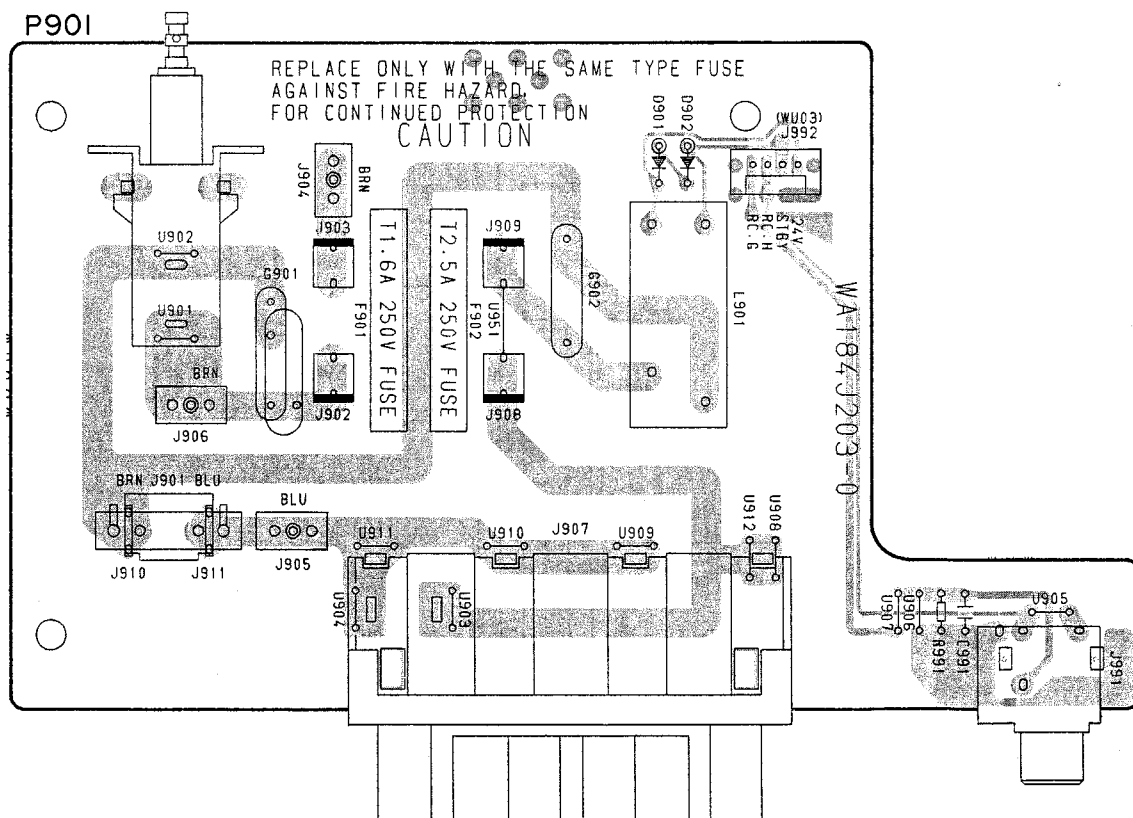 P901
REPLACE ONLY WITH THE SAME TYPE FUSE
AGAINST FIRE HAZARD.
FOR CONTINUED PROTECTION
CAUTION
D901
D902
(WU03)
J992
J904
BRN
J903
J909
U902
G901
T1.6A 250V FUSE
F901
T2.5A 250V FUSE
F902
U951
G902
L901
RC.G
RC.H
STBY
24V
WA184J203-0
U901
BRN
J906
J902
J908
BRN J901 BLU
BLU
J910
J911
J905
U911
U910
J907
U909
U912
U908
U904
U903
U907
U906
R991
C991
U905
J991